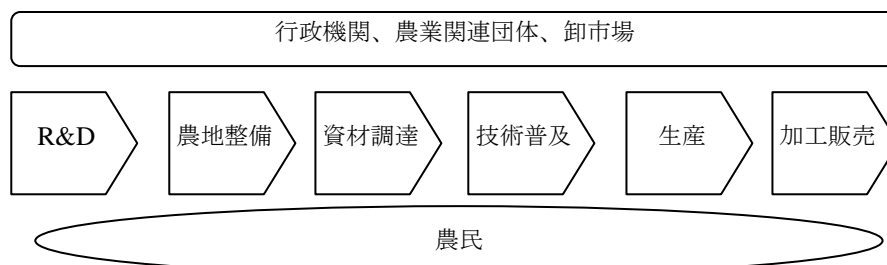 行政機関、農業関連団体、卸市場
R&D
農地整備
資材調達
技術普及
生産
加工販売
農民